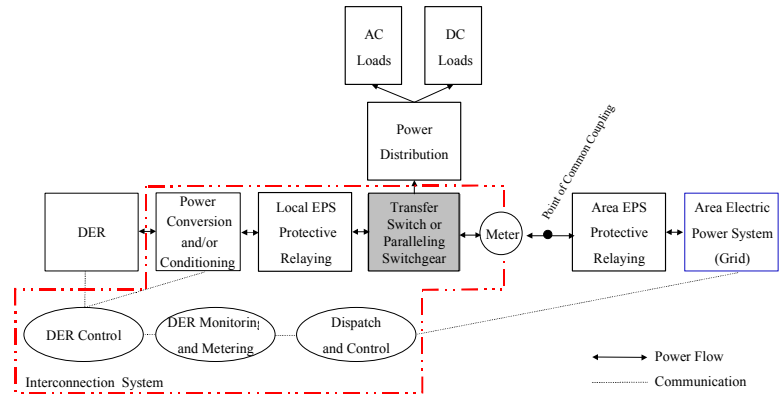 AC
Loads
DC
Loads
Power
Distribution
Point of Common Coupling
DER
Power
Conversion
and/or
Conditioning
Local EPS
Protective
Relaying
Transfer
Switch or
Paralleling
Switchgear
Meter
Area EPS
Protective
Relaying
Area Electric
Power System
(Grid)
DER Control
DER Monitoring
and Metering
Dispatch
and Control
Interconnection System
Power Flow
Communication